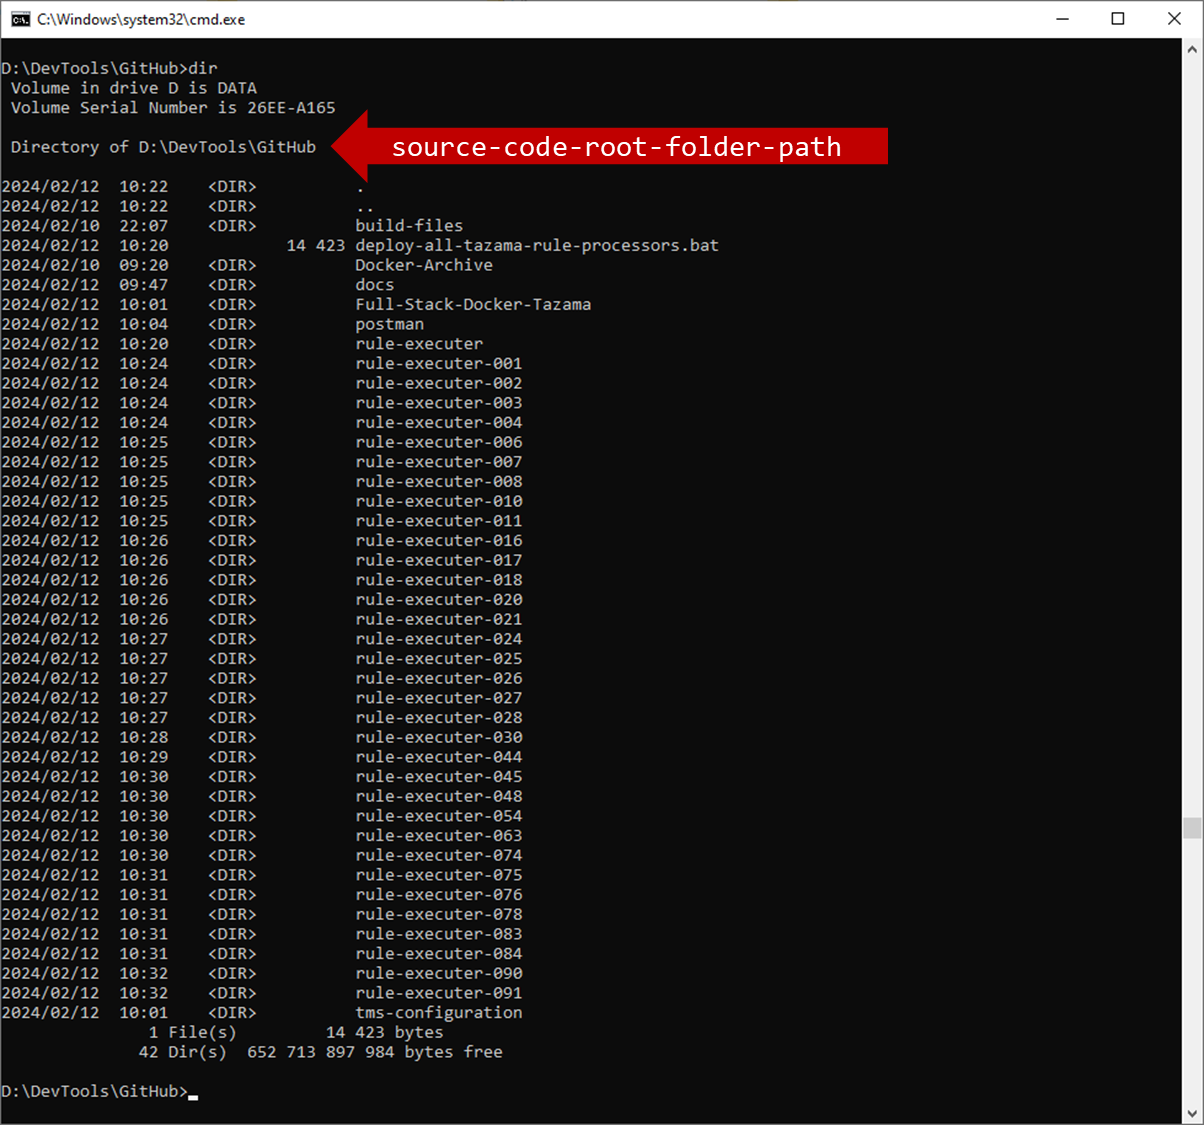 C:\Windows\system32\cmd.exe
D:\DevTools\GitHub>dir
Volume in drive D is DATA
Volume Serial Number is 26EE-A165
Directory of D:\DevTools\GitHub
source-code-root-folder-path
2024/02/12  10:22    <DIR>          .
2024/02/12  10:22    <DIR>          ..
2024/02/10  22:07    <DIR>          build-files
2024/02/12  10:20            14 423 deploy-all-tazama-rule-processors.bat
2024/02/10  09:20    <DIR>          Docker-Archive
2024/02/12  09:47    <DIR>          docs
2024/02/12  10:01    <DIR>          Full-Stack-Docker-Tazama
2024/02/12  10:04    <DIR>          postman
2024/02/12  10:20    <DIR>          rule-executer
2024/02/12  10:24    <DIR>          rule-executer-001
2024/02/12  10:24    <DIR>          rule-executer-002
2024/02/12  10:24    <DIR>          rule-executer-003
2024/02/12  10:24    <DIR>          rule-executer-004
2024/02/12  10:25    <DIR>          rule-executer-006
2024/02/12  10:25    <DIR>          rule-executer-007
2024/02/12  10:25    <DIR>          rule-executer-008
2024/02/12  10:25    <DIR>          rule-executer-010
2024/02/12  10:25    <DIR>          rule-executer-011
2024/02/12  10:26    <DIR>          rule-executer-016
2024/02/12  10:26    <DIR>          rule-executer-017
2024/02/12  10:26    <DIR>          rule-executer-018
2024/02/12  10:26    <DIR>          rule-executer-020
2024/02/12  10:26    <DIR>          rule-executer-021
2024/02/12  10:27    <DIR>          rule-executer-024
2024/02/12  10:27    <DIR>          rule-executer-025
2024/02/12  10:27    <DIR>          rule-executer-026
2024/02/12  10:27    <DIR>          rule-executer-027
2024/02/12  10:27    <DIR>          rule-executer-028
2024/02/12  10:28    <DIR>          rule-executer-030
2024/02/12  10:29    <DIR>          rule-executer-044
2024/02/12  10:30    <DIR>          rule-executer-045
2024/02/12  10:30    <DIR>          rule-executer-048
2024/02/12  10:30    <DIR>          rule-executer-054
2024/02/12  10:30    <DIR>          rule-executer-063
2024/02/12  10:30    <DIR>          rule-executer-074
2024/02/12  10:31    <DIR>          rule-executer-075
2024/02/12  10:31    <DIR>          rule-executer-076
2024/02/12  10:31    <DIR>          rule-executer-078
2024/02/12  10:31    <DIR>          rule-executer-083
2024/02/12  10:31    <DIR>          rule-executer-084
2024/02/12  10:32    <DIR>          rule-executer-090
2024/02/12  10:32    <DIR>          rule-executer-091
2024/02/12  10:01    <DIR>          tms-configuration
1 File(s)         14 423 bytes
42 Dir(s)  652 713 897 984 bytes free
D:\DevTools\GitHub>